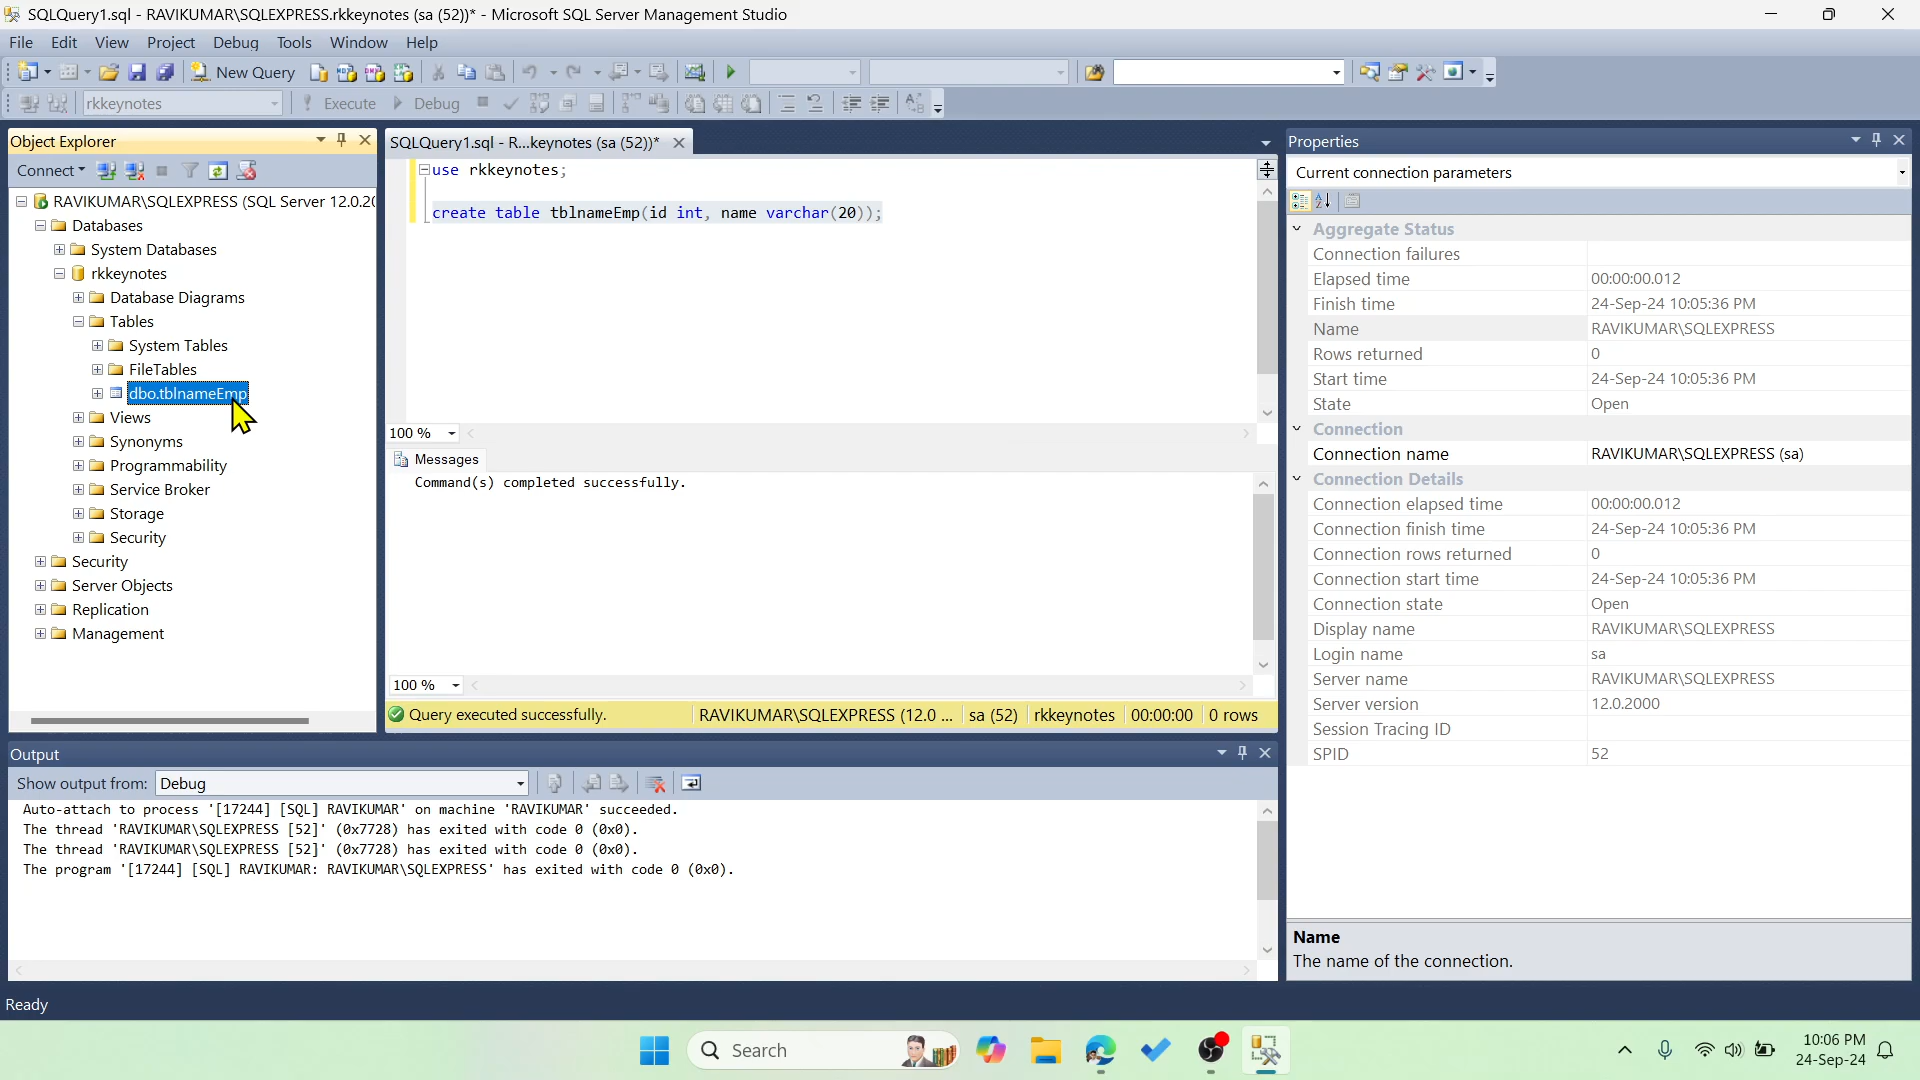 SQLQuery1.sql - RAVIKUMAR\SQLEXPRESS.rkkeynotes (sa (52))* - Microsoft SQL Server Management Studio
File Edit View Project Debug Tools Window Help
New Query
rkkeynotes
Execute
Debug
Object Explorer
Connect
RAVIKUMAR\SQLEXPRESS (SQL Server 12.0.20
Databases
System Databases
rkkeynotes
Database Diagrams
Tables
System Tables
FileTables
dbo.tblnameEmp
Views
Synonyms
Programmability
Service Broker
Storage
Security
Security
Server Objects
Replication
Management
SQLQuery1.sql - R...keynotes (sa (52))*
use rkkeynotes;
create table tblnameEmp(id int, name varchar(20));
100 %
Messages
Command(s) completed successfully.
100 %
Query executed successfully. RAVIKUMAR\SQLEXPRESS (12.0 ... sa (52) rkkeynotes 00:00:00 0 rows
Properties
Current connection parameters
Aggregate Status
Connection failures
Elapsed time 00:00:00.012
Finish time 24-Sep-24 10:05:36 PM
Name RAVIKUMAR\SQLEXPRESS
Rows returned 0
Start time 24-Sep-24 10:05:36 PM
State Open
Connection
Connection name RAVIKUMAR\SQLEXPRESS (sa)
Connection Details
Connection elapsed time 00:00:00.012
Connection finish time 24-Sep-24 10:05:36 PM
Connection rows returned 0
Connection start time 24-Sep-24 10:05:36 PM
Connection state Open
Display name RAVIKUMAR\SQLEXPRESS
Login name sa
Server name RAVIKUMAR\SQLEXPRESS
Server version 12.0.2000
Session Tracing ID
SPID 52
Name
The name of the connection.
Output
Show output from: Debug
Auto-attach to process '[17244] [SQL] RAVIKUMAR' on machine 'RAVIKUMAR' succeeded.
The thread 'RAVIKUMAR\SQLEXPRESS [52]' (0x7728) has exited with code 0 (0x0).
The thread 'RAVIKUMAR\SQLEXPRESS [52]' (0x7728) has exited with code 0 (0x0).
The program '[17244] [SQL] RAVIKUMAR: RAVIKUMAR\SQLEXPRESS' has exited with code 0 (0x0).
Ready
Search
10:06 PM
24-Sep-24